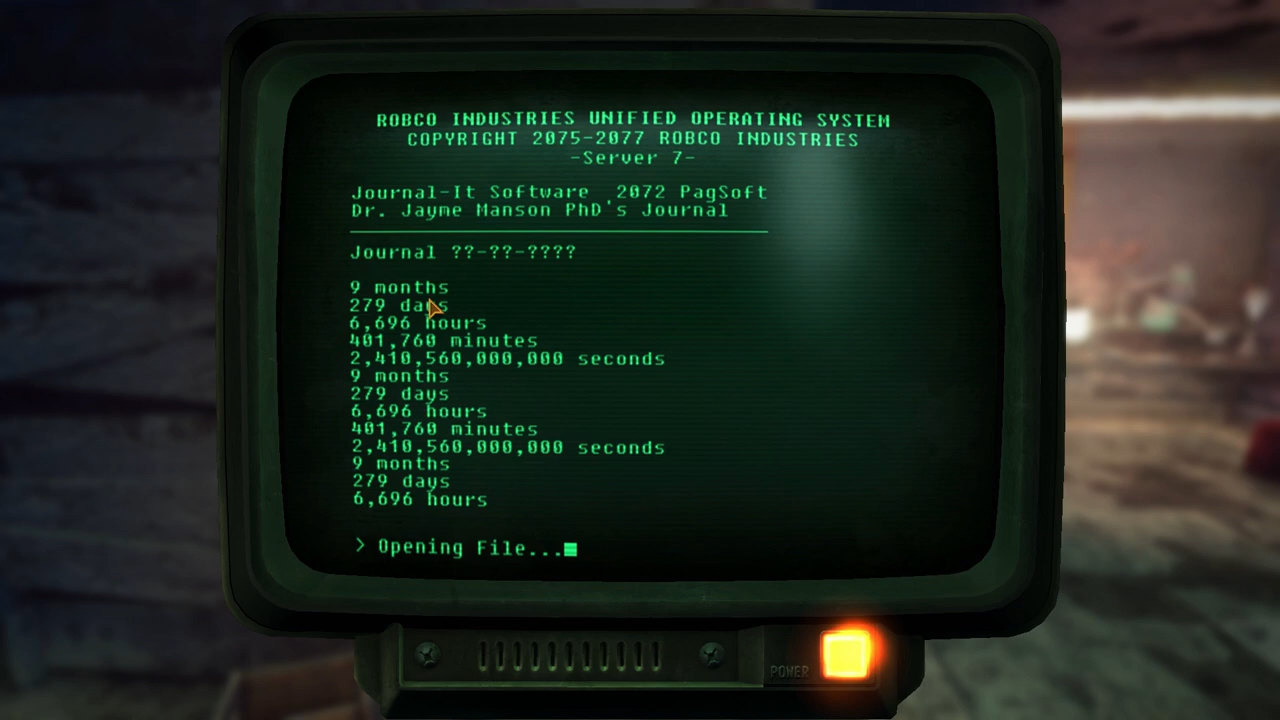 ROBCO INDUSTRIES UNIFIED OPERATING SYSTEM
COPYRIGHT 2075-2077 ROBCO INDUSTRIES
-Server 7-
Journal-It Software 2072 PagSoft
Dr. Jayme Manson PhD's Journal
Journal ??-??-????
9 months
279 days
6,696 hours
401,760 minutes
2,410,560,000,000 seconds
9 months
279 days
6,696 hours
401,760 minutes
2,410,560,000,000 seconds
9 months
279 days
6,696 hours
> Opening File...
POWER